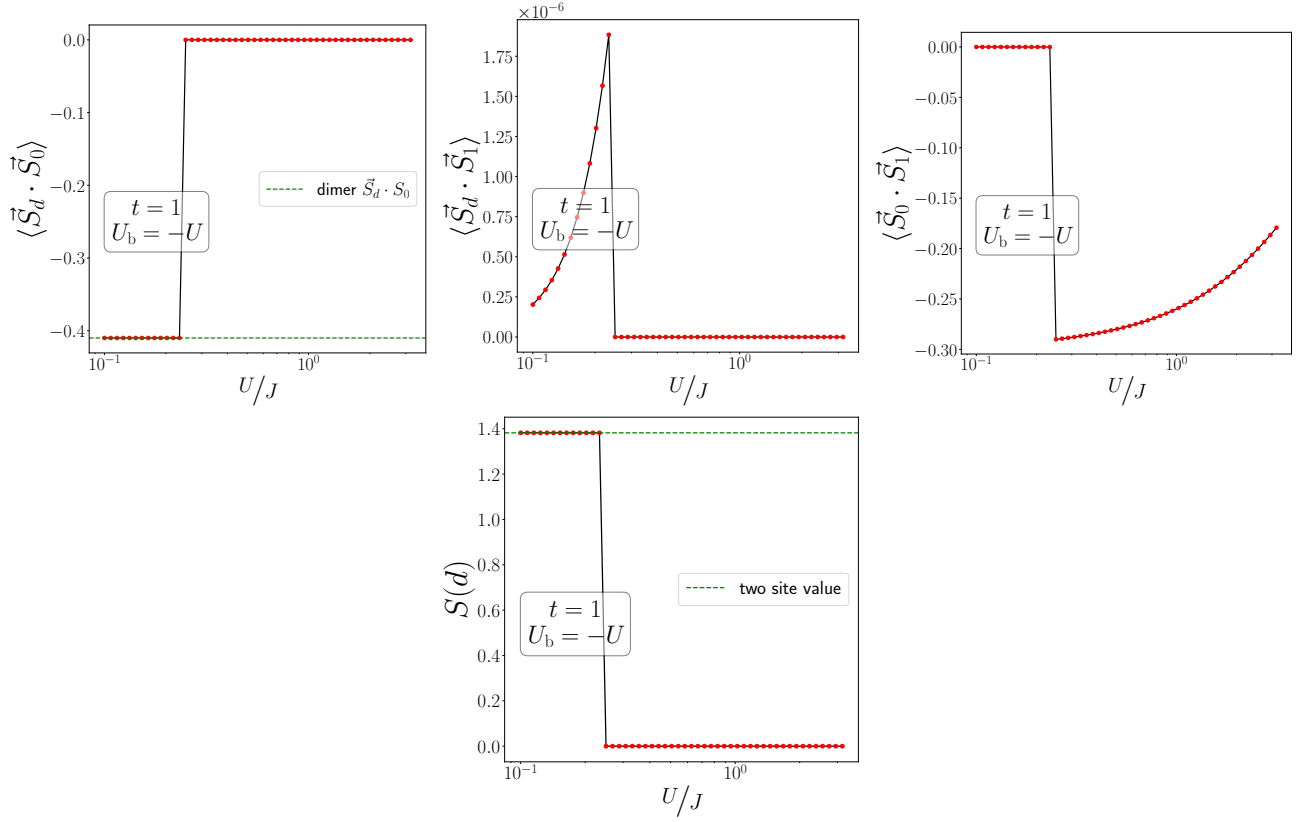 ⟨S⃗_d · S⃗_0⟩
0.0
−0.1
−0.2
−0.3
−0.4
t = 1
U_b = −U
dimer S⃗_d · S_0
10^−1
10^0
U/J
×10^−6
⟨S⃗_d · S⃗_1⟩
1.75
1.50
1.25
1.00
0.75
0.50
0.25
0.00
t = 1
U_b = −U
10^−1
10^0
U/J
⟨S⃗_0 · S⃗_1⟩
0.00
−0.05
−0.10
−0.15
−0.20
−0.25
−0.30
t = 1
U_b = −U
10^−1
10^0
U/J
S(d)
1.4
1.2
1.0
0.8
0.6
0.4
0.2
0.0
t = 1
U_b = −U
two site value
10^−1
10^0
U/J